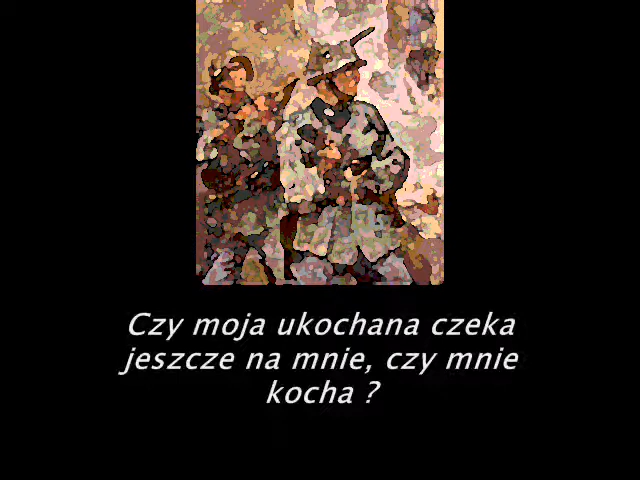 Czy moja ukochana czeka
jeszcze na mnie, czy mnie
kocha ?